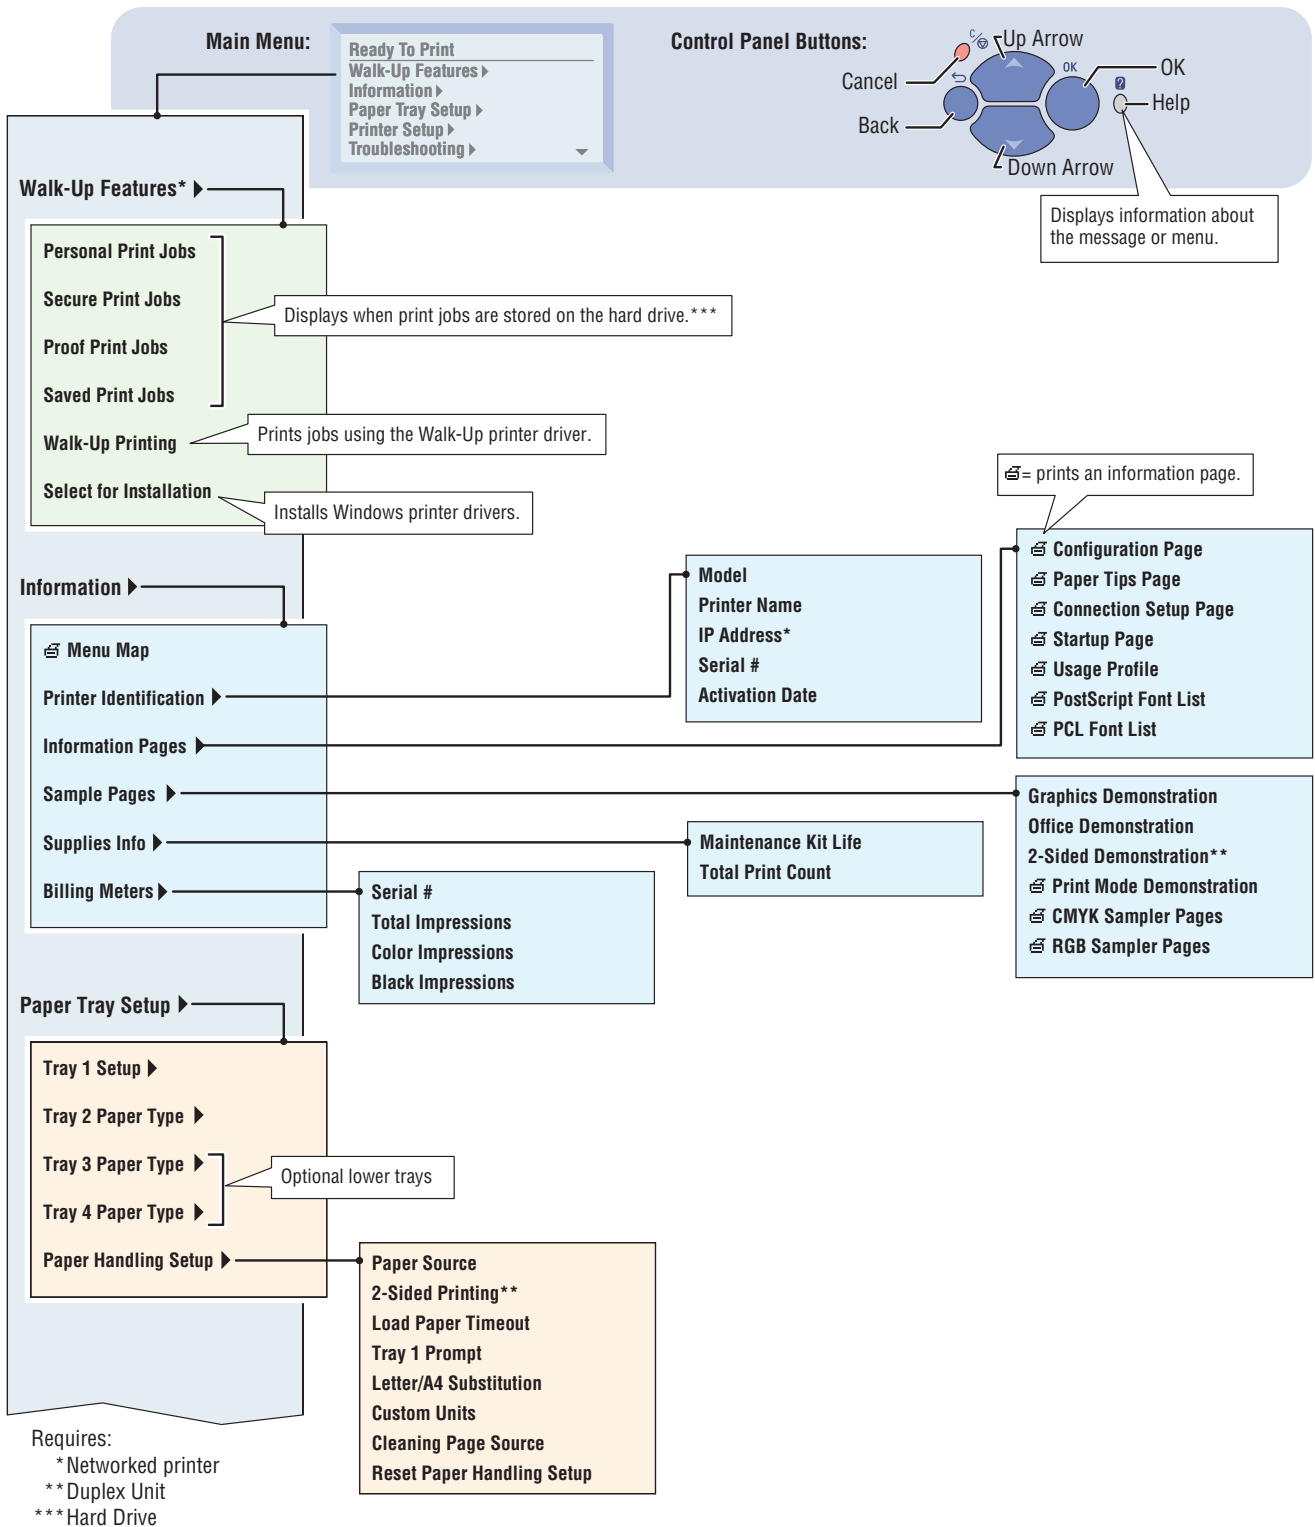 Main Menu:
Ready To Print
Walk-Up Features
Information
Paper Tray Setup
Printer Setup
Troubleshooting
Control Panel Buttons:
C/
Up Arrow
OK
OK
Cancel
?
Help
Back
Down Arrow
Displays information about
the message or menu.
Walk-Up Features*
Personal Print Jobs
Secure Print Jobs
Displays when print jobs are stored on the hard drive.***
Proof Print Jobs
Saved Print Jobs
Walk-Up Printing
Prints jobs using the Walk-Up printer driver.
Select for Installation
Installs Windows printer drivers.
= prints an information page.
Information
Menu Map
Printer Identification
Information Pages
Sample Pages
Supplies Info
Billing Meters
Model
Printer Name
IP Address*
Serial #
Activation Date
Configuration Page
Paper Tips Page
Connection Setup Page
Startup Page
Usage Profile
PostScript Font List
PCL Font List
Graphics Demonstration
Office Demonstration
2-Sided Demonstration**
Print Mode Demonstration
CMYK Sampler Pages
RGB Sampler Pages
Maintenance Kit Life
Total Print Count
Serial #
Total Impressions
Color Impressions
Black Impressions
Paper Tray Setup
Tray 1 Setup
Tray 2 Paper Type
Tray 3 Paper Type
Optional lower trays
Tray 4 Paper Type
Paper Handling Setup
Paper Source
2-Sided Printing**
Load Paper Timeout
Tray 1 Prompt
Letter/A4 Substitution
Custom Units
Cleaning Page Source
Reset Paper Handling Setup
Requires:
*Networked printer
**Duplex Unit
***Hard Drive